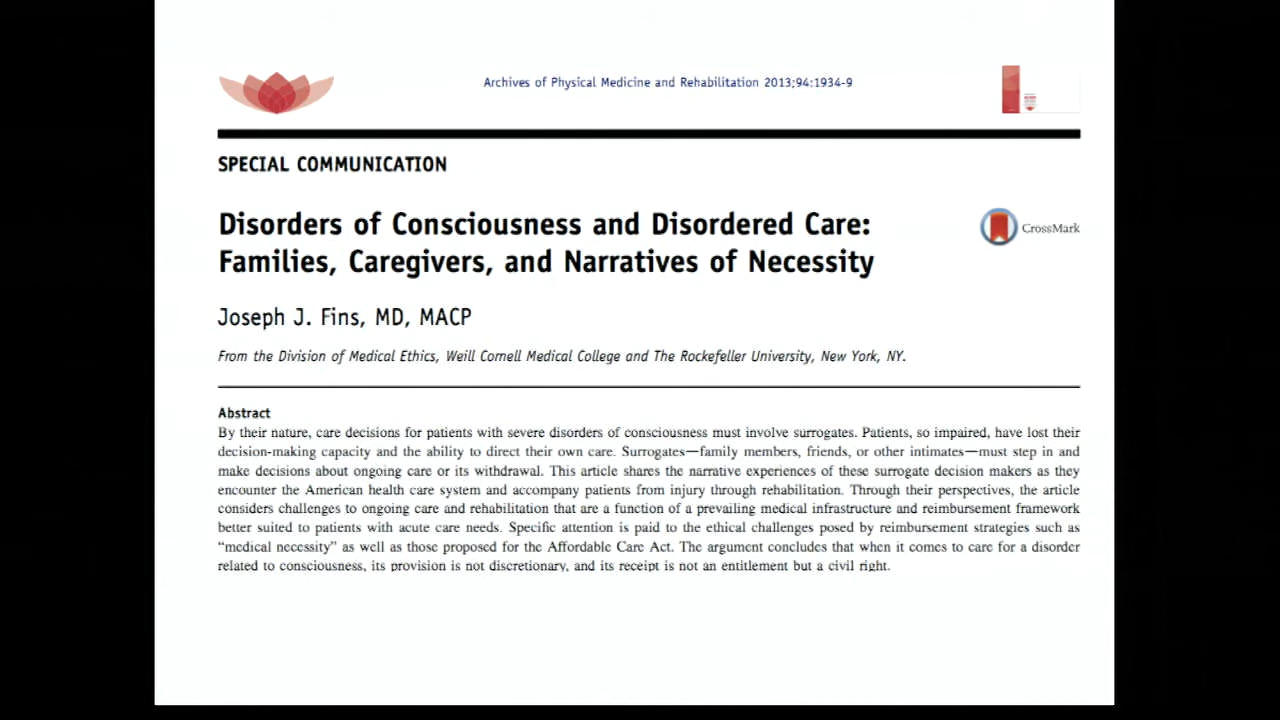 Archives of Physical Medicine and Rehabilitation 2013;94:1934-9
SPECIAL COMMUNICATION
Disorders of Consciousness and Disordered Care:
Families, Caregivers, and Narratives of Necessity
CrossMark
Joseph J. Fins, MD, MACP
From the Division of Medical Ethics, Weill Cornell Medical College and The Rockefeller University, New York, NY.
Abstract
By their nature, care decisions for patients with severe disorders of consciousness must involve surrogates. Patients, so impaired, have lost their
decision-making capacity and the ability to direct their own care. Surrogates—family members, friends, or other intimates—must step in and
make decisions about ongoing care or its withdrawal. This article shares the narrative experiences of these surrogate decision makers as they
encounter the American health care system and accompany patients from injury through rehabilitation. Through their perspectives, the article
considers challenges to ongoing care and rehabilitation that are a function of a prevailing medical infrastructure and reimbursement framework
better suited to patients with acute care needs. Specific attention is paid to the ethical challenges posed by reimbursement strategies such as
“medical necessity” as well as those proposed for the Affordable Care Act. The argument concludes that when it comes to care for a disorder
related to consciousness, its provision is not discretionary, and its receipt is not an entitlement but a civil right.